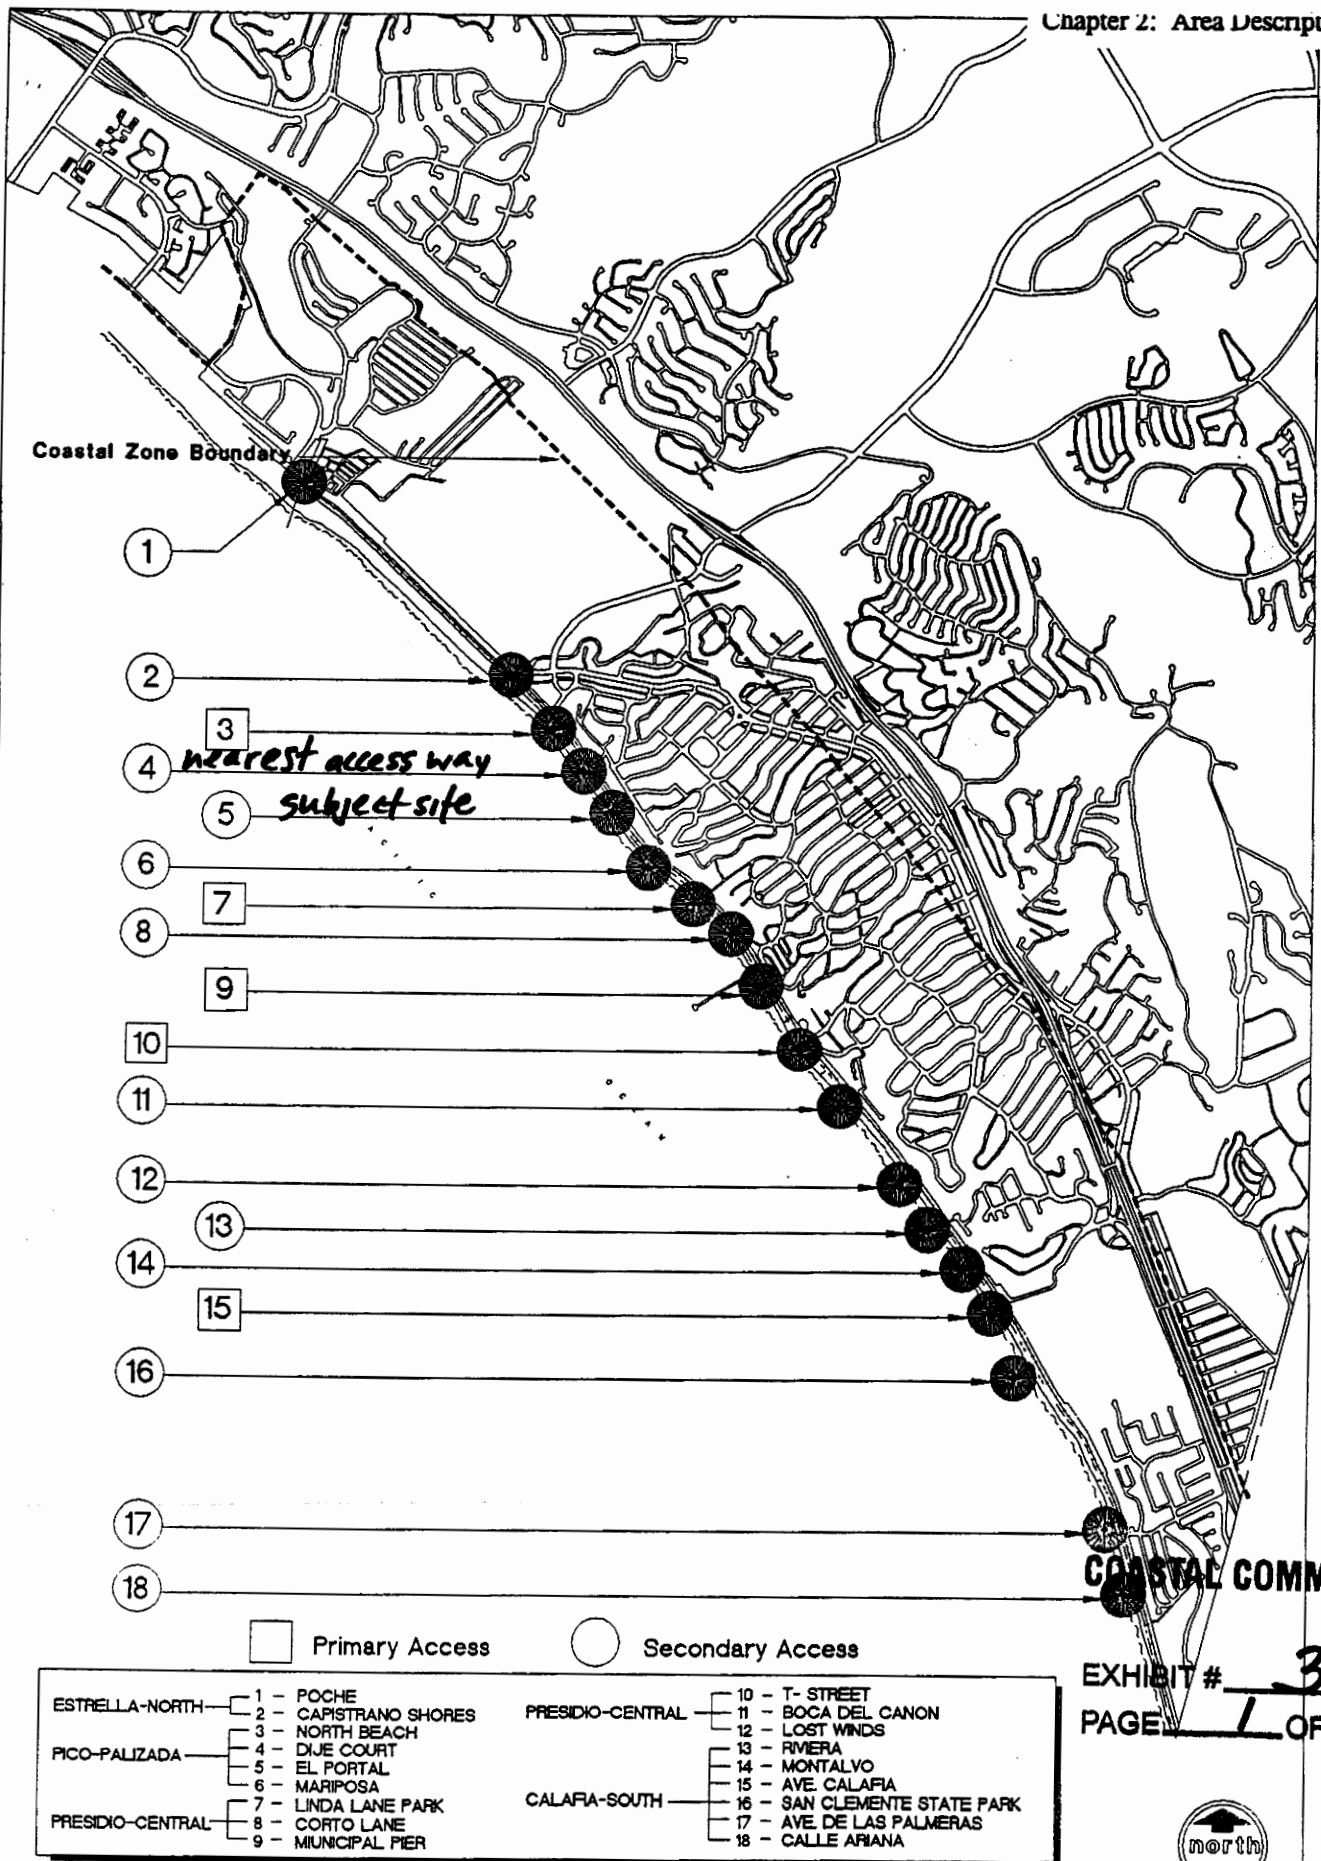 Chapter 2: Area Descript
Coastal Zone Boundary
1
2
3
4 nearest access way
5 subject site
6
7
8
9
10
11
12
13
14
15
16
17
18
COASTAL COMM
Primary Access
Secondary Access
EXHIBIT # 3
PAGE 1 OF
ESTRELLA-NORTH
1 - POCHE
2 - CAPISTRANO SHORES
PICO-PALIZADA
3 - NORTH BEACH
4 - DIJE COURT
5 - EL PORTAL
6 - MARIPOSA
PRESIDIO-CENTRAL
7 - LINDA LANE PARK
8 - CORTO LANE
9 - MIUNICIPAL PIER
PRESIDIO-CENTRAL
10 - T- STREET
11 - BOCA DEL CANON
12 - LOST WINDS
CALAFIA-SOUTH
13 - RIVIERA
14 - MONTALVO
15 - AVE. CALAFIA
16 - SAN CLEMENTE STATE PARK
17 - AVE. DE LAS PALMERAS
18 - CALLE ARIANA
north